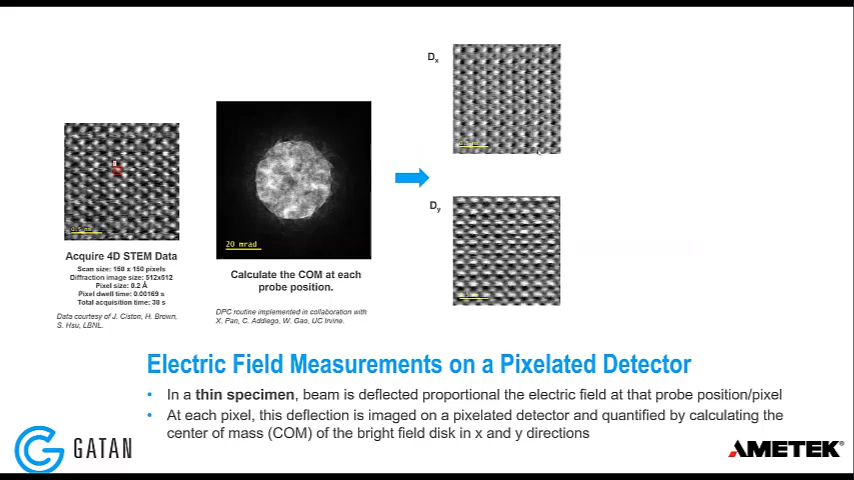 Dx
0.5 nm
Acquire 4D STEM Data
Scan size: 150 x 150 pixels
Diffraction image size: 512x512
Pixel size: 0.2 Å
Pixel dwell time: 0.00169 s
Total acquisition time: 38 s
Data courtesy of J. Ciston, H. Brown,
S. Hsu, LBNL.
20 mrad
Calculate the COM at each
probe position.
DPC routine implemented in collaboration with
X. Pan, C. Addiego, W. Gao, UC Irvine.
Dy
Electric Field Measurements on a Pixelated Detector
• In a thin specimen, beam is deflected proportional the electric field at that probe position/pixel
• At each pixel, this deflection is imaged on a pixelated detector and quantified by calculating the
center of mass (COM) of the bright field disk in x and y directions
GATAN
AMETEK®